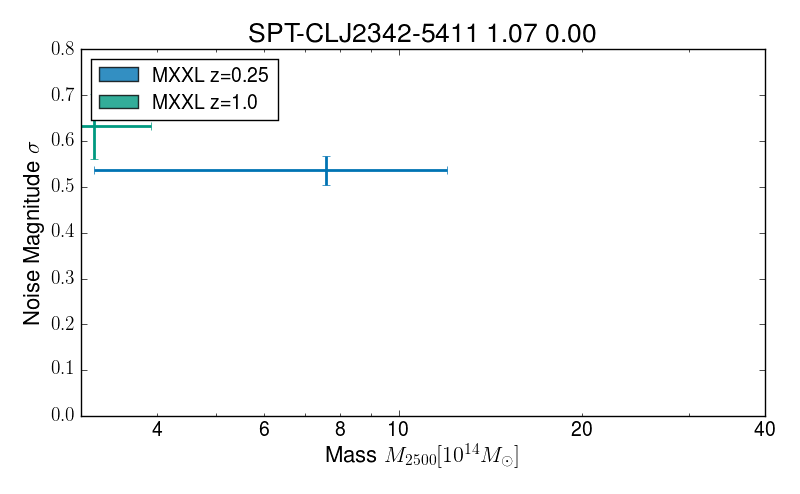 SPT-CLJ2342-5411 1.07 0.00
MXXL z=0.25
MXXL z=1.0
Noise Magnitude σ
0.8
0.7
0.6
0.5
0.4
0.3
0.2
0.1
0.0
4 6 8 10 20 40
Mass M₂₅₀₀[10¹⁴M☉]